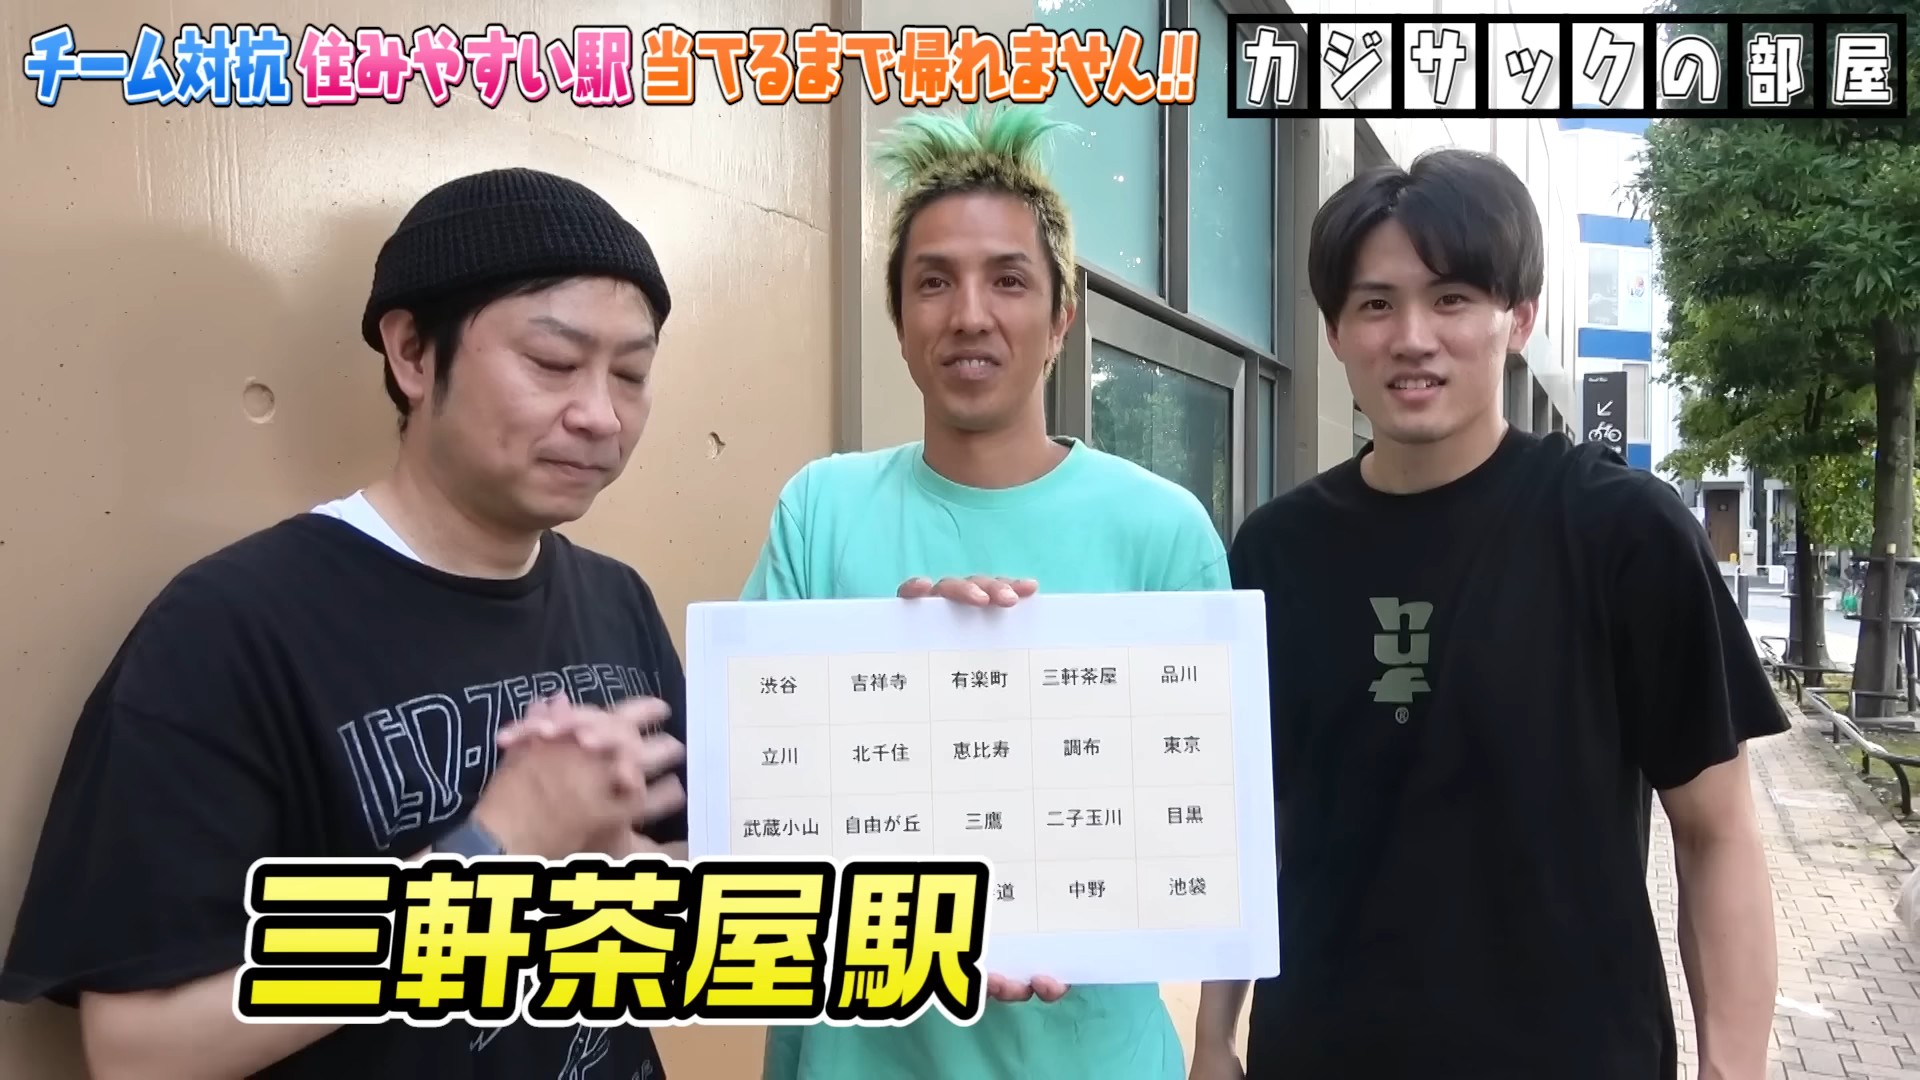 チーム対抗 住みやすい駅 当てるまで帰れません!!
カジサックの部屋
渋谷 吉祥寺 有楽町 三軒茶屋 品川
立川 北千住 恵比寿 調布 東京
武蔵小山 自由が丘 三鷹 二子玉川 目黒
道 中野 池袋
三軒茶屋駅
LED-ZEPPELIN
nuf
®